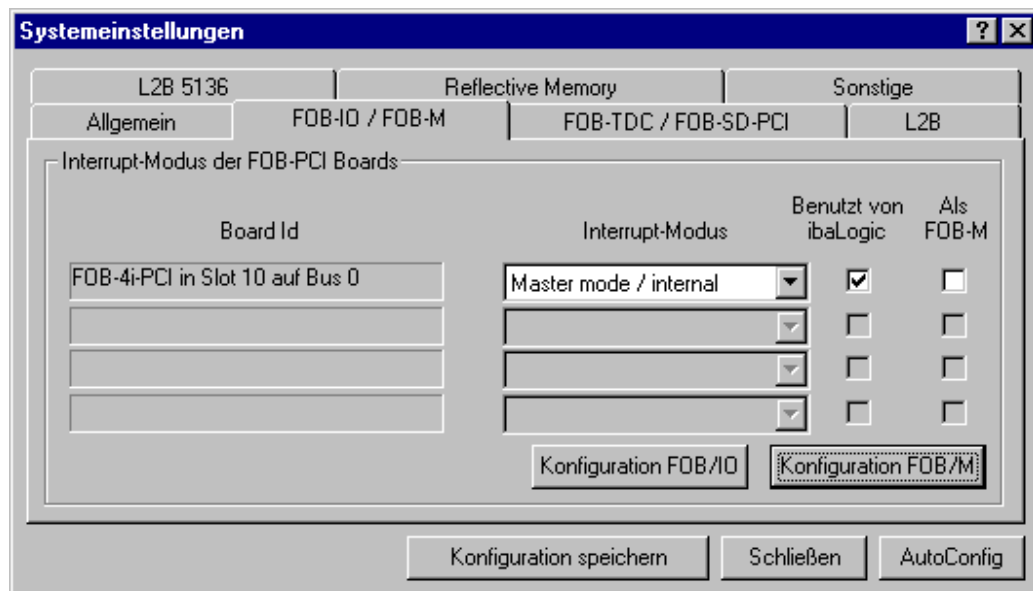 Systemeinstellungen
L2B 5136 Reflective Memory Sonstige
Allgemein FOB-IO / FOB-M FOB-TDC / FOB-SD-PCI L2B
Interrupt-Modus der FOB-PCI Boards
Board Id Interrupt-Modus Benutzt von ibaLogic Als FOB-M
FOB-4i-PCI in Slot 10 auf Bus 0 Master mode / internal
Konfiguration FOB/IO Konfiguration FOB/M
Konfiguration speichern Schließen AutoConfig